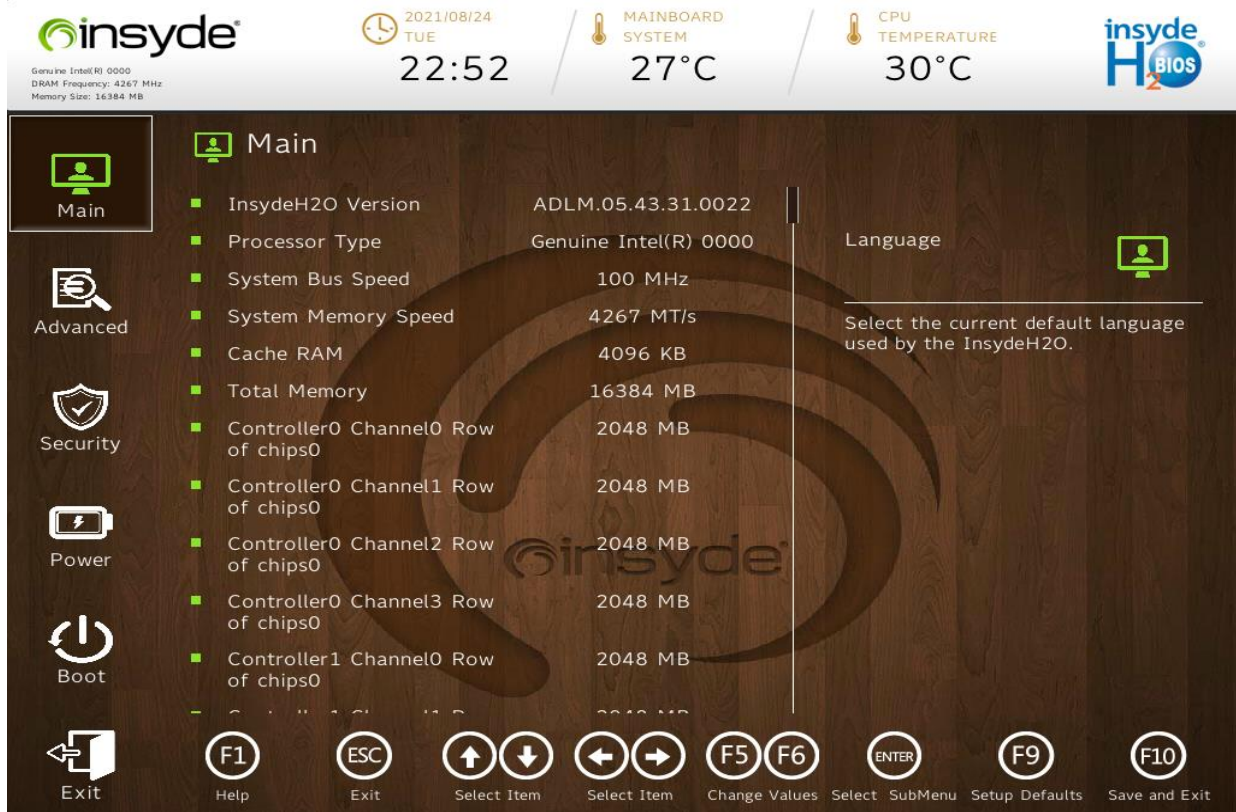 insyde®
Genuine Intel(R) 0000
DRAM Frequency: 4267 MHz
Memory Size: 16384 MB
2021/08/24
TUE
22:52
MAINBOARD
SYSTEM
27°C
CPU
TEMPERATURE
30°C
insyde®
H2 BIOS
Main
Advanced
Security
Power
Boot
Exit
Main
InsydeH2O Version ADLM.05.43.31.0022
Processor Type Genuine Intel(R) 0000
System Bus Speed 100 MHz
System Memory Speed 4267 MT/s
Cache RAM 4096 KB
Total Memory 16384 MB
Controller0 Channel0 Row 2048 MB
of chips0
Controller0 Channel1 Row 2048 MB
of chips0
Controller0 Channel2 Row 2048 MB
of chips0
Controller0 Channel3 Row 2048 MB
of chips0
Controller1 Channel0 Row 2048 MB
of chips0
insyde
Language
Select the current default language
used by the InsydeH2O.
F1 ESC F5 F6 ENTER F9 F10
Help Exit Select Item Select Item Change Values Select SubMenu Setup Defaults Save and Exit